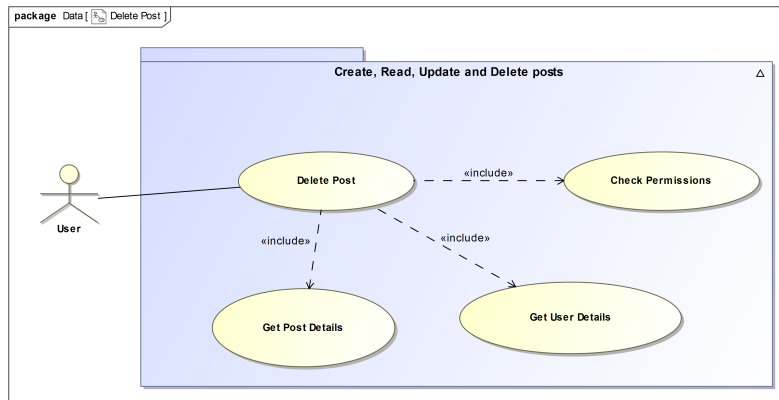 package Data [ Delete Post ]
Create, Read, Update and Delete posts
Delete Post
«include»
Check Permissions
User
«include»
«include»
Get Post Details
Get User Details